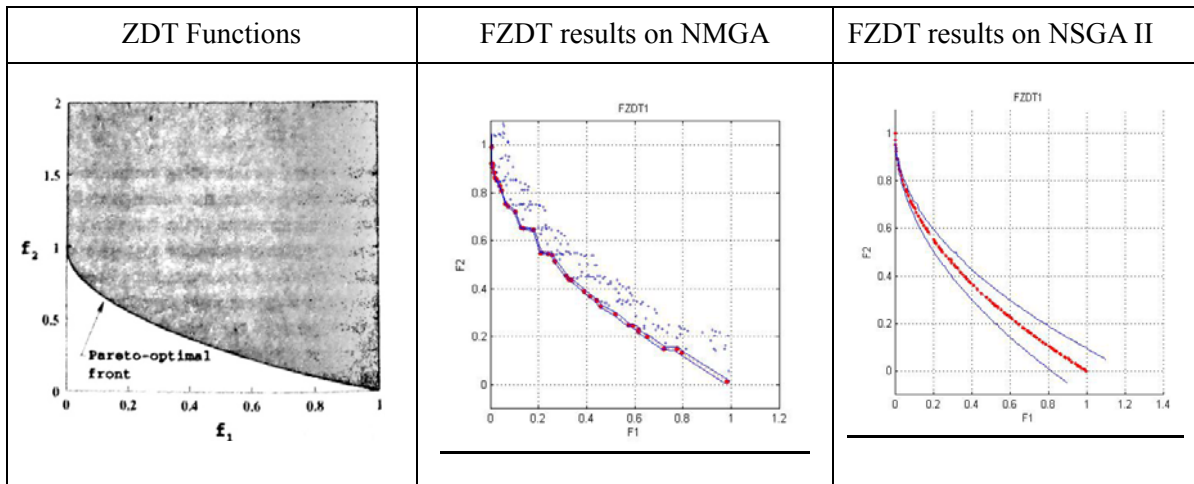 ZDT Functions
FZDT results on NMGA
FZDT results on NSGA II
2
1.5
1
0.5
0
f2
Pareto-optimal
front
0 0.2 0.4 0.6 0.8 1
f1
FZDT1
1
0.8
0.6
0.4
0.2
0
F2
0 0.2 0.4 0.6 0.8 1 1.2
F1
FZDT1
1
0.8
0.6
0.4
0.2
0
F2
0 0.2 0.4 0.6 0.8 1 1.2 1.4
F1